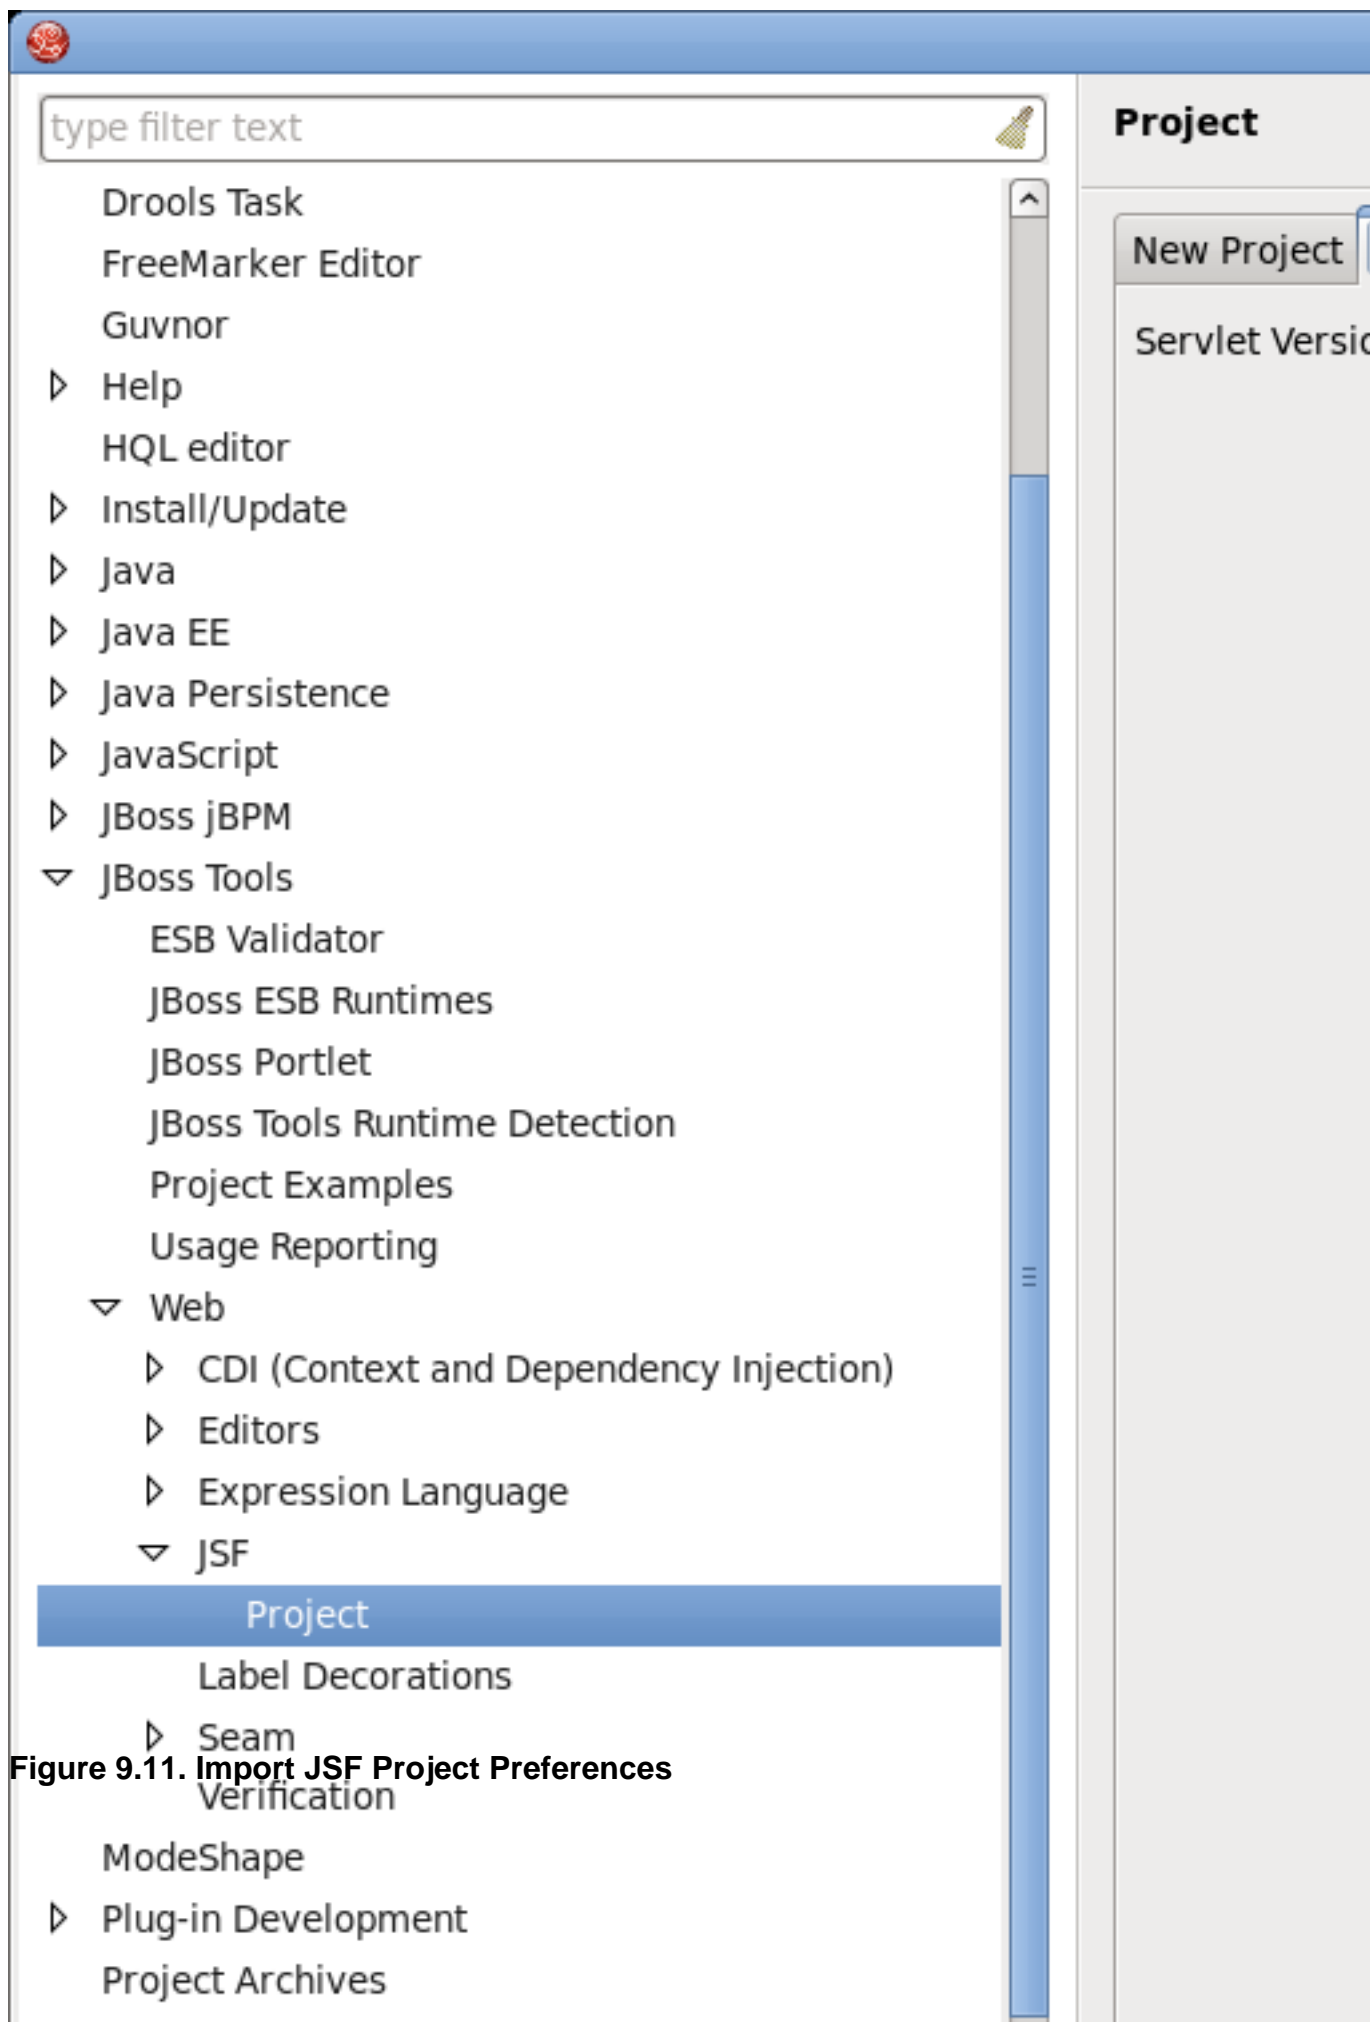 type filter text
Project
Drools Task
New Project
FreeMarker Editor
Guvnor
Servlet
Help
HQL editor
Install/Update
Java
Java EE
Java Persistence
JavaScript
JBoss jBPM
JBoss Tools
ESB Validator
JBoss ESB Runtimes
JBoss Portlet
JBoss Tools Runtime Detection
Project Examples
Usage Reporting
Web
CDI (Context and Dependency Injection)
Editors
Expression Language
JSF
Project
Label Decorations
Seam
Figure 9.11. Import JSF Project Preferences
Verification
ModeShape
Plug-in Development
Project Archives